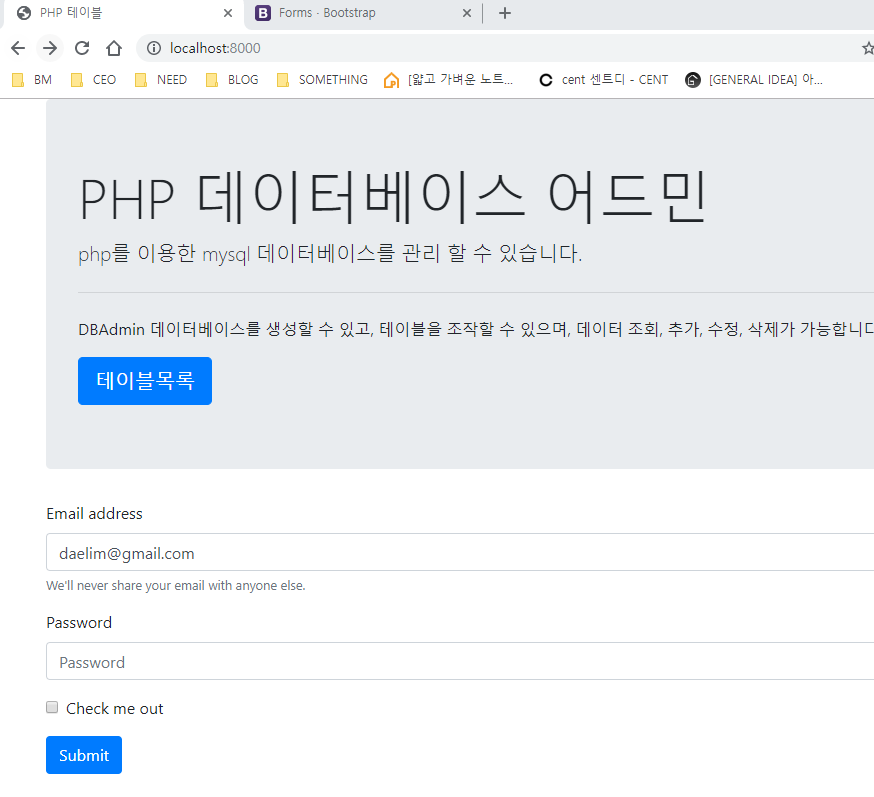 PHP 테이블
Forms · Bootstrap
localhost:8000
BM CEO NEED BLOG SOMETHING [얇고 가벼운 노트... cent 센트디 - CENT [GENERAL IDEA] 아...
PHP 데이터베이스 어드민
php를 이용한 mysql 데이터베이스를 관리 할 수 있습니다.
DBAdmin 데이터베이스를 생성할 수 있고, 테이블을 조작할 수 있으며, 데이터 조회, 추가, 수정, 삭제가 가능합니다
테이블목록
Email address
daelim@gmail.com
We'll never share your email with anyone else.
Password
Password
Check me out
Submit